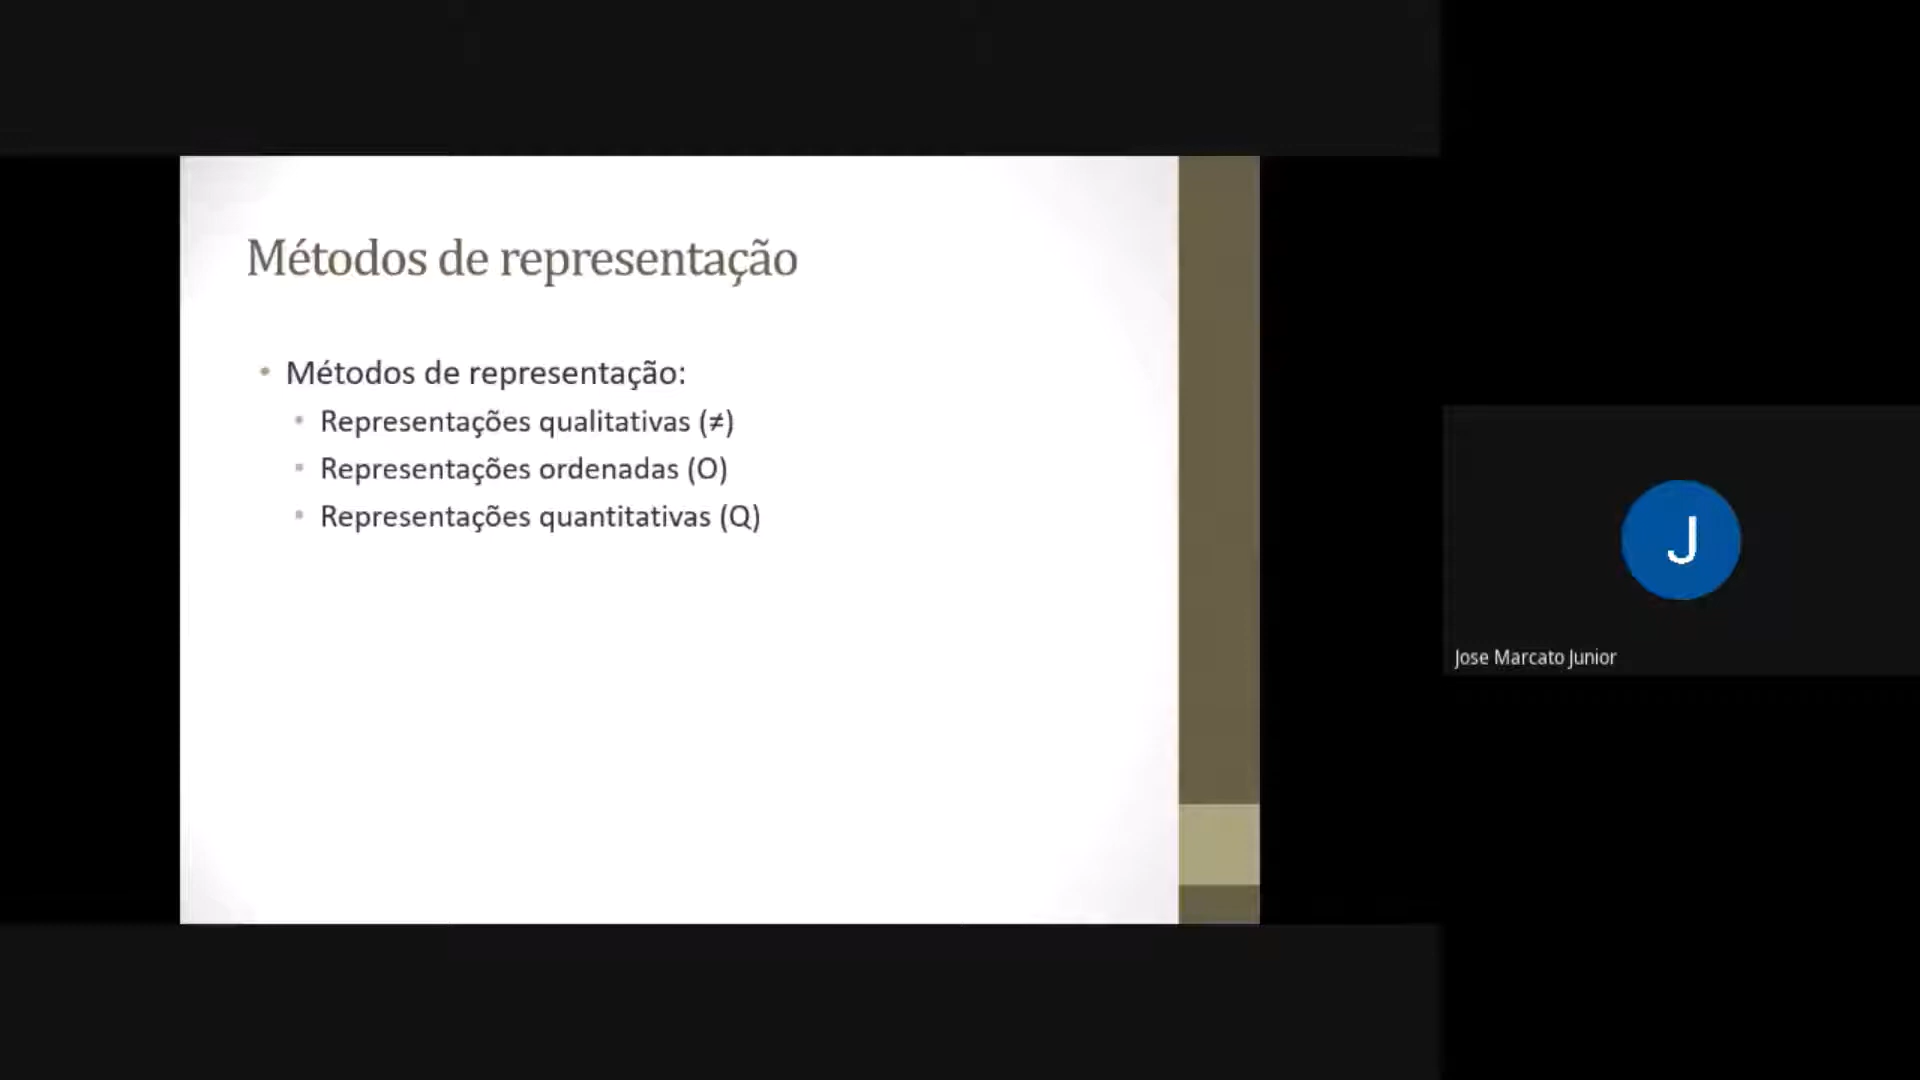 Métodos de representação
• Métodos de representação:
• Representações qualitativas (≠)
• Representações ordenadas (O)
• Representações quantitativas (Q)
J
Jose Marcato Junior